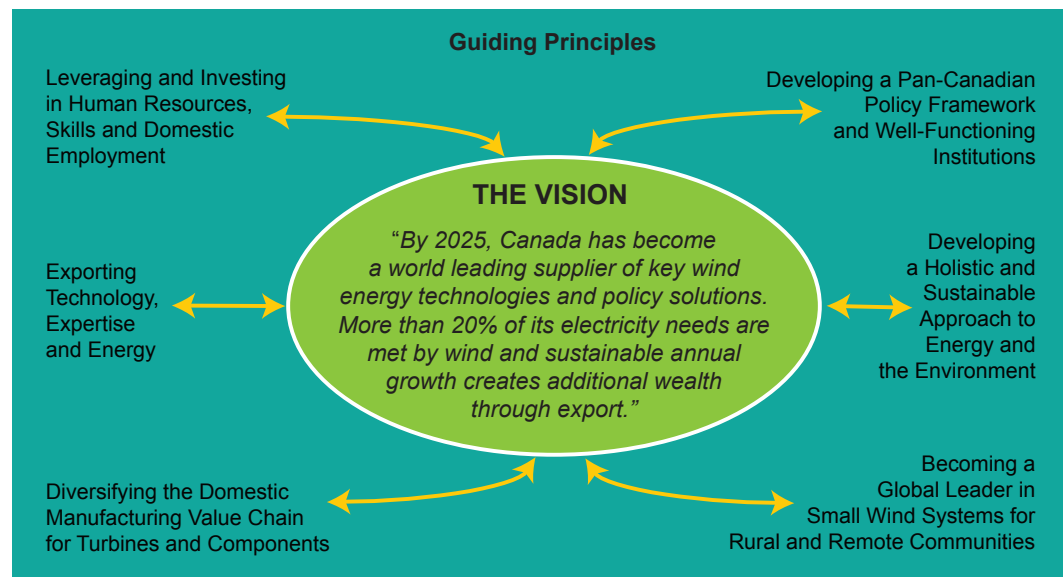 Guiding Principles
Leveraging and Investing
in Human Resources,
Skills and Domestic
Employment
Developing a Pan-Canadian
Policy Framework
and Well-Functioning
Institutions
THE VISION
“By 2025, Canada has become
a world leading supplier of key wind
energy technologies and policy solutions.
More than 20% of its electricity needs are
met by wind and sustainable annual
growth creates additional wealth
through export.”
Exporting
Technology,
Expertise
and Energy
Developing
a Holistic and
Sustainable
Approach to
Energy and
the Environment
Diversifying the Domestic
Manufacturing Value Chain
for Turbines and Components
Becoming a
Global Leader in
Small Wind Systems for
Rural and Remote Communities